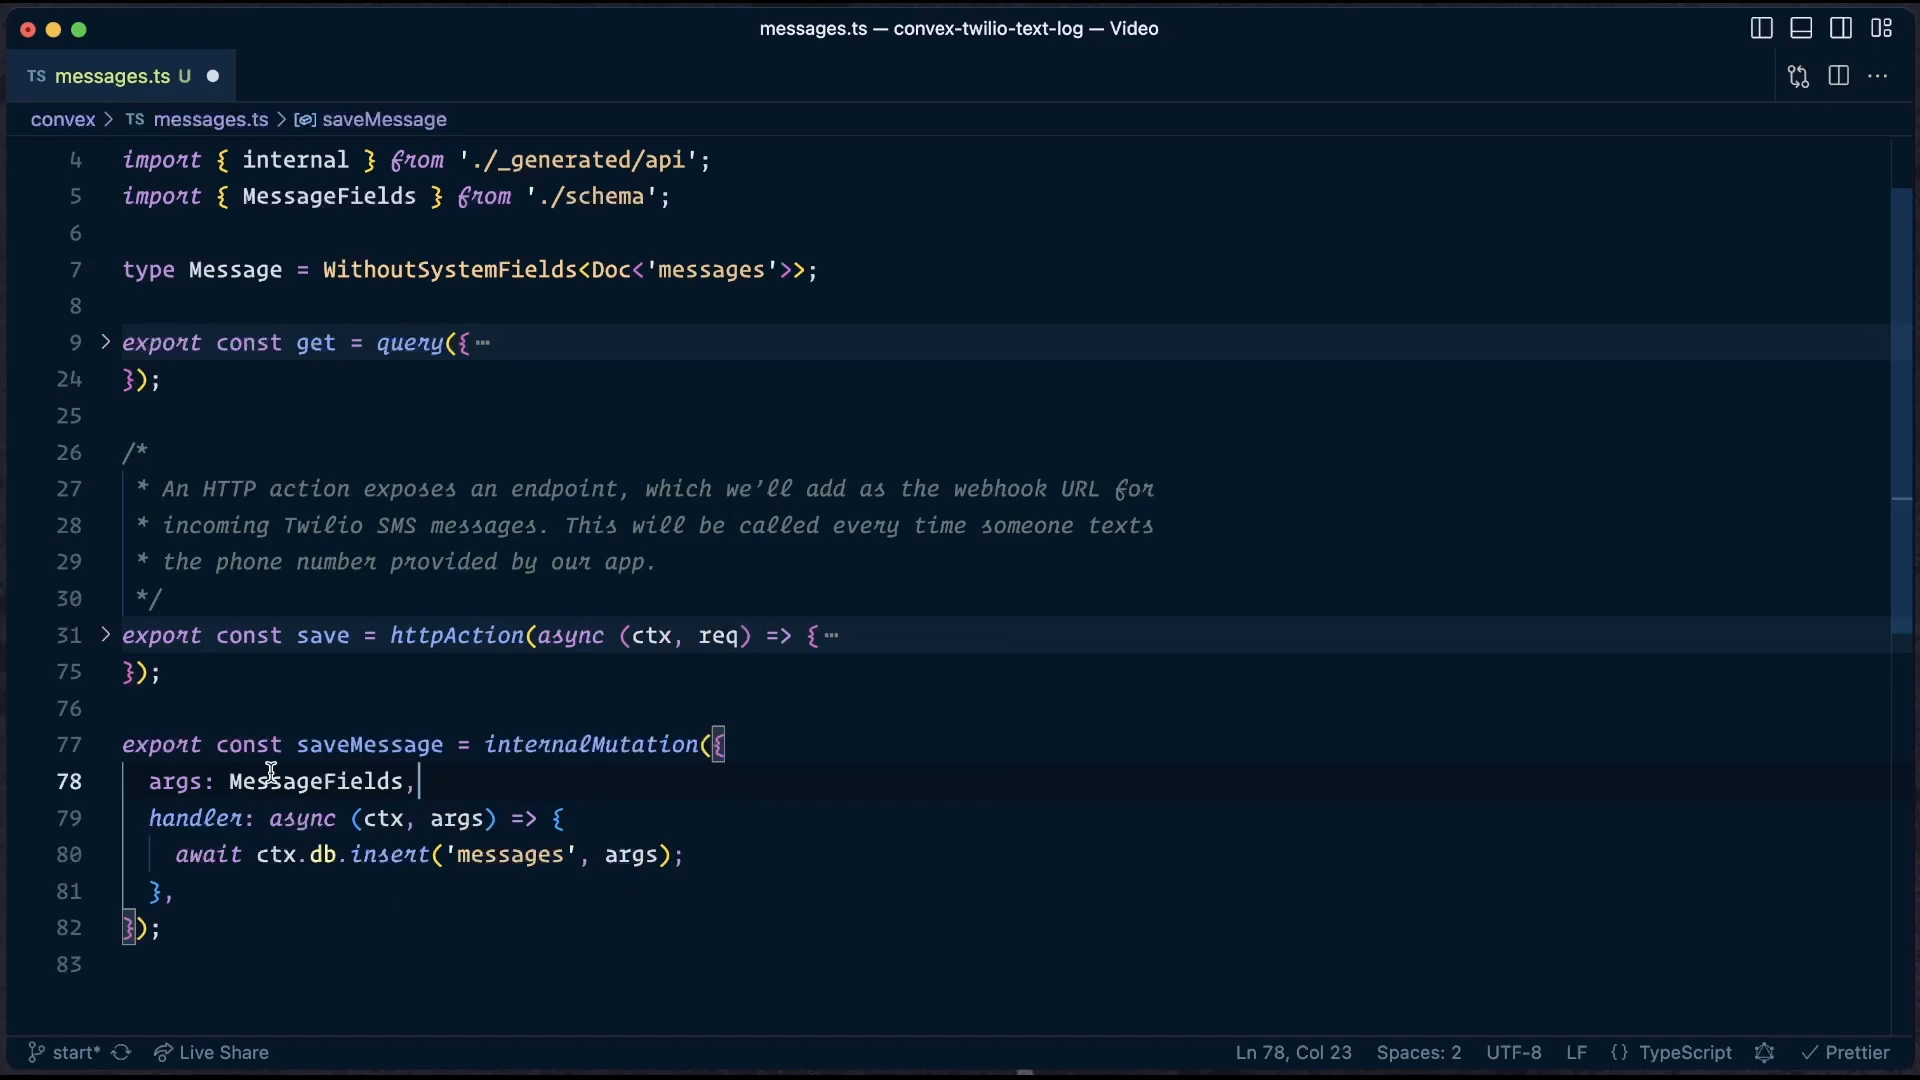 messages.ts — convex-twilio-text-log — Video
TS messages.ts U
convex > TS messages.ts > saveMessage
4 import { internal } from './_generated/api';
5 import { MessageFields } from './schema';
6
7 type Message = WithoutSystemFields<Doc<'messages'>>;
8
9 export const get = query({ ⋯
24 });
25
26 /*
27 * An HTTP action exposes an endpoint, which we’ll add as the webhook URL for
28 * incoming Twilio SMS messages. This will be called every time someone texts
29 * the phone number provided by our app.
30 */
31 export const save = httpAction(async (ctx, req) => { ⋯
75 });
76
77 export const saveMessage = internalMutation({
78 args: MessageFields,
79 handler: async (ctx, args) => {
80 await ctx.db.insert('messages', args);
81 },
82 });
83
start* Live Share Ln 78, Col 23 Spaces: 2 UTF-8 LF {} TypeScript ✓ Prettier